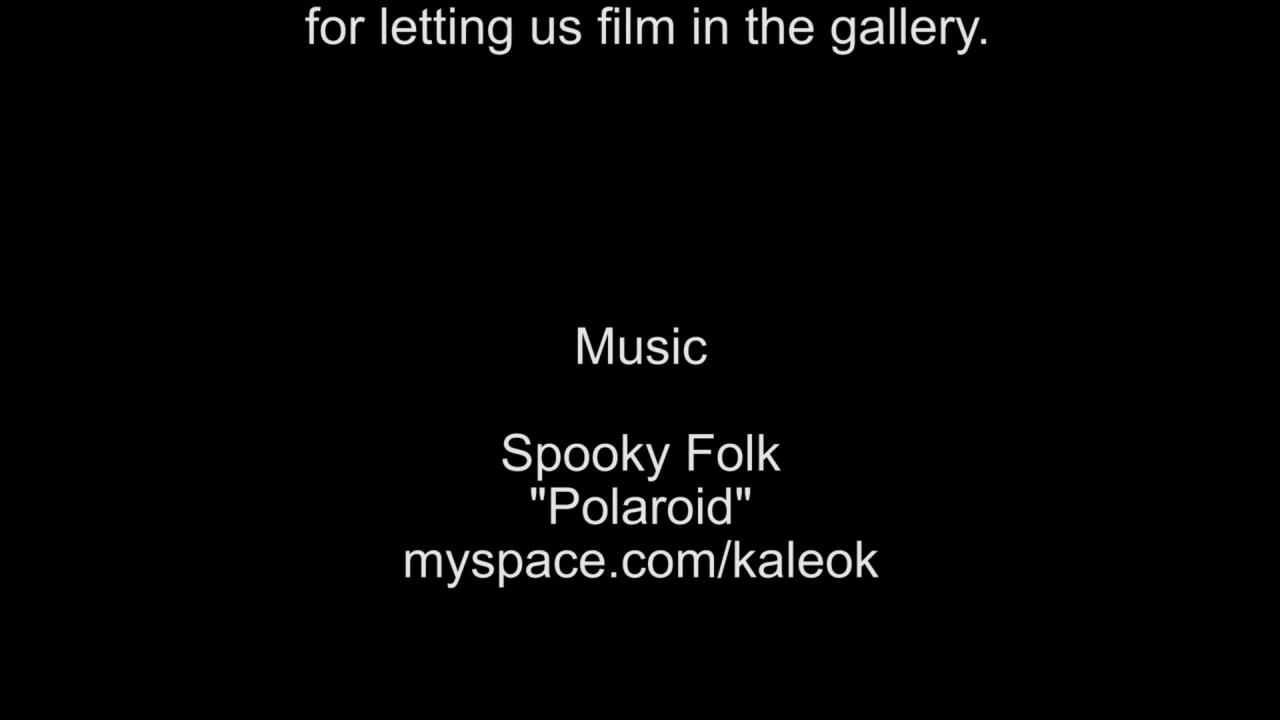 for letting us film in the gallery.
Music
Spooky Folk
"Polaroid"
myspace.com/kaleok